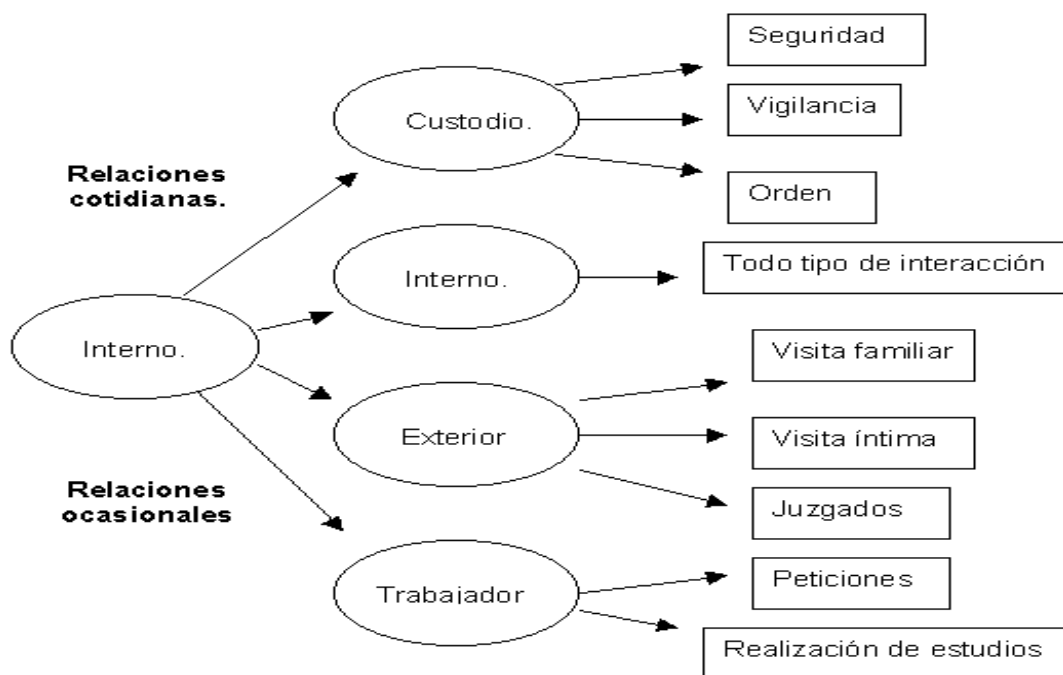 Seguridad
Custodio.
Vigilancia
Relaciones
cotidianas.
Orden
Interno.
Todo tipo de interacción
Interno.
Visita familiar
Exterior
Visita íntima
Relaciones
ocasionales
Juzgados
Trabajador
Peticiones
Realización de estudios